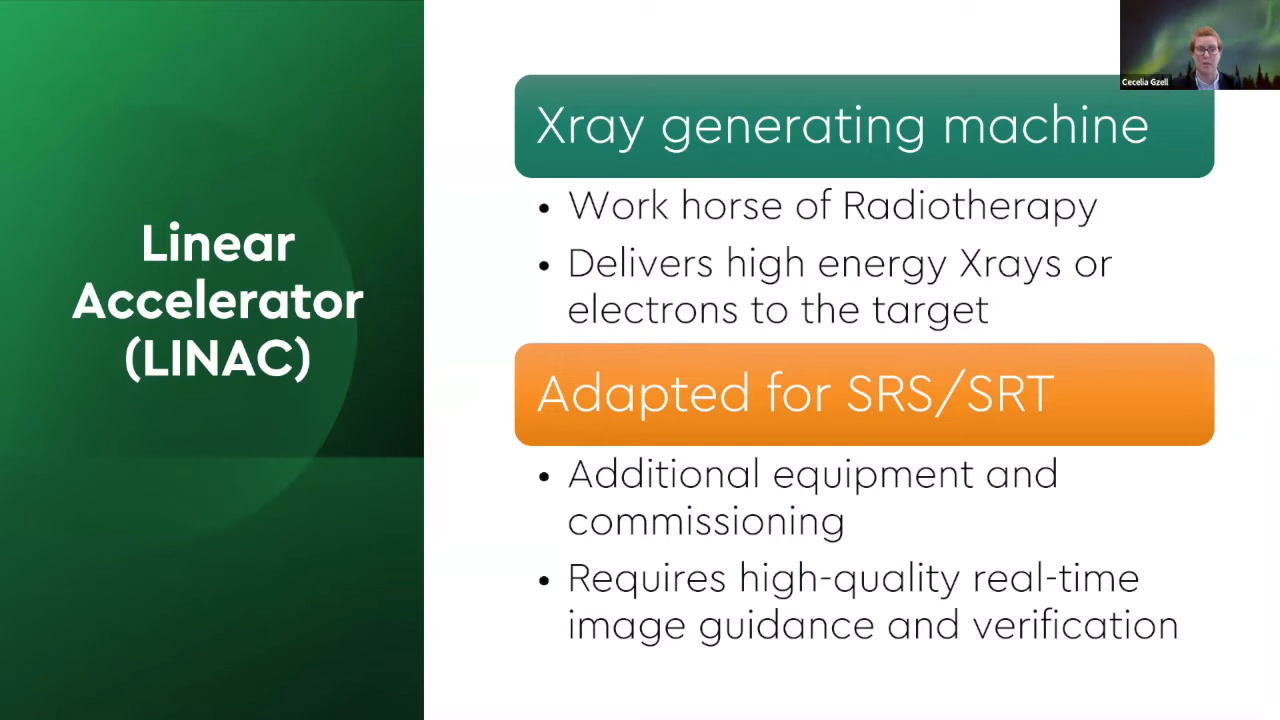 Linear
Accelerator
(LINAC)
Xray generating machine
• Work horse of Radiotherapy
• Delivers high energy Xrays or
electrons to the target
Adapted for SRS/SRT
• Additional equipment and
commissioning
• Requires high-quality real-time
image guidance and verification
Cecelia Gzell